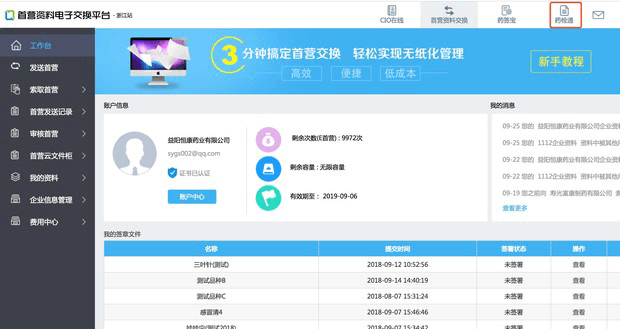 首营资料电子交换平台 - 浙江站
CIO在线
首营资料交换
药签宝
药检通
工作台
发送首营
索取首营
首营发送记录
审核首营
首营云文件柜
我的资料
企业信息管理
费用中心
3分钟搞定首营交换 轻松实现无纸化管理
高效 便捷 低成本
新手教程
账户信息
益阳恒康药业有限公司
sygs002@qq.com
证书已认证
账户中心
剩余次数(E首营) : 9972次
剩余容量 : 无限容量
有效期至 : 2019-09-06
我的消息
09-25 您的 益阳恒康药业有限公司企业资
09-25 您的 1112企业资料 资料中被其他
09-22 您的 益阳恒康药业有限公司企业资
09-22 您的 1112企业资料 资料中被其他
09-19 您之前向 寿光富康制药有限公司
查看更多
我的签章文件
名称 提交时间 签署状态 操作
三叶针(测试) 2018-09-12 10:52:56 未签署 查看
测试品种B 2018-09-14 14:40:19 未签署 查看
测试品种C 2018-08-07 15:31:24 未签署 查看
感冒清4 2018-09-07 15:46:46 未签署 查看
2018-09-07 15:34:42 未签署 查看